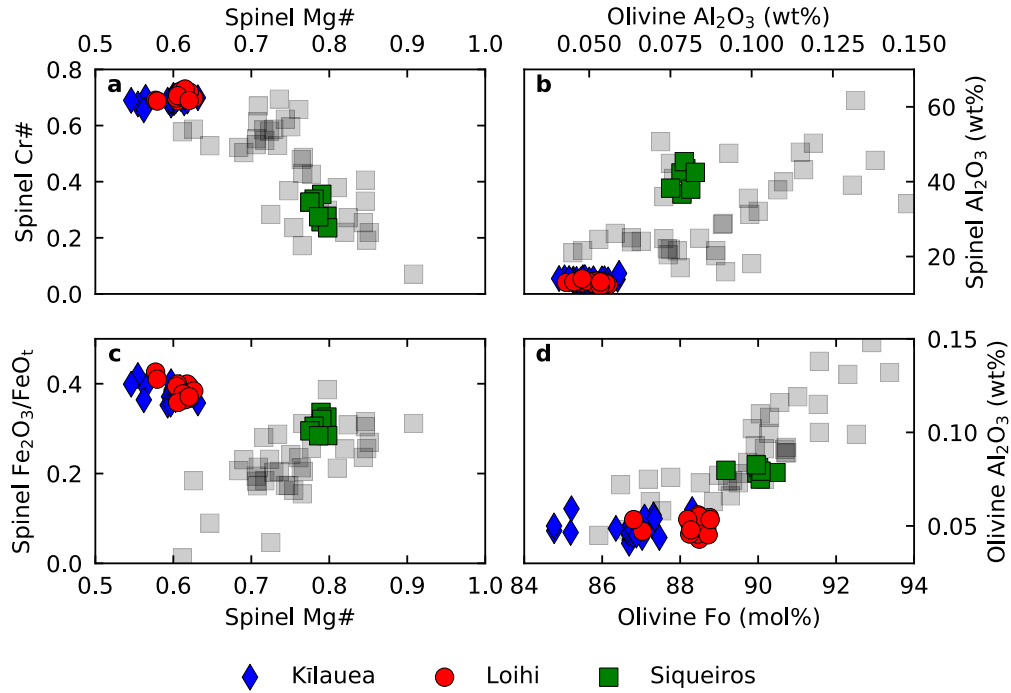 Spinel Mg#
Olivine Al₂O₃ (wt%)
0.5 0.6 0.7 0.8 0.9 1.0
0.050 0.075 0.100 0.125 0.150
a
b
0.8
0.6
0.4
0.2
0.0
Spinel Cr#
60
40
20
Spinel Al₂O₃ (wt%)
c
d
0.4
0.2
0.0
Spinel Fe₂O₃/FeOₜ
0.15
0.10
0.05
Olivine Al₂O₃ (wt%)
0.5 0.6 0.7 0.8 0.9 1.0
84 86 88 90 92 94
Spinel Mg#
Olivine Fo (mol%)
Kīlauea Loihi Siqueiros